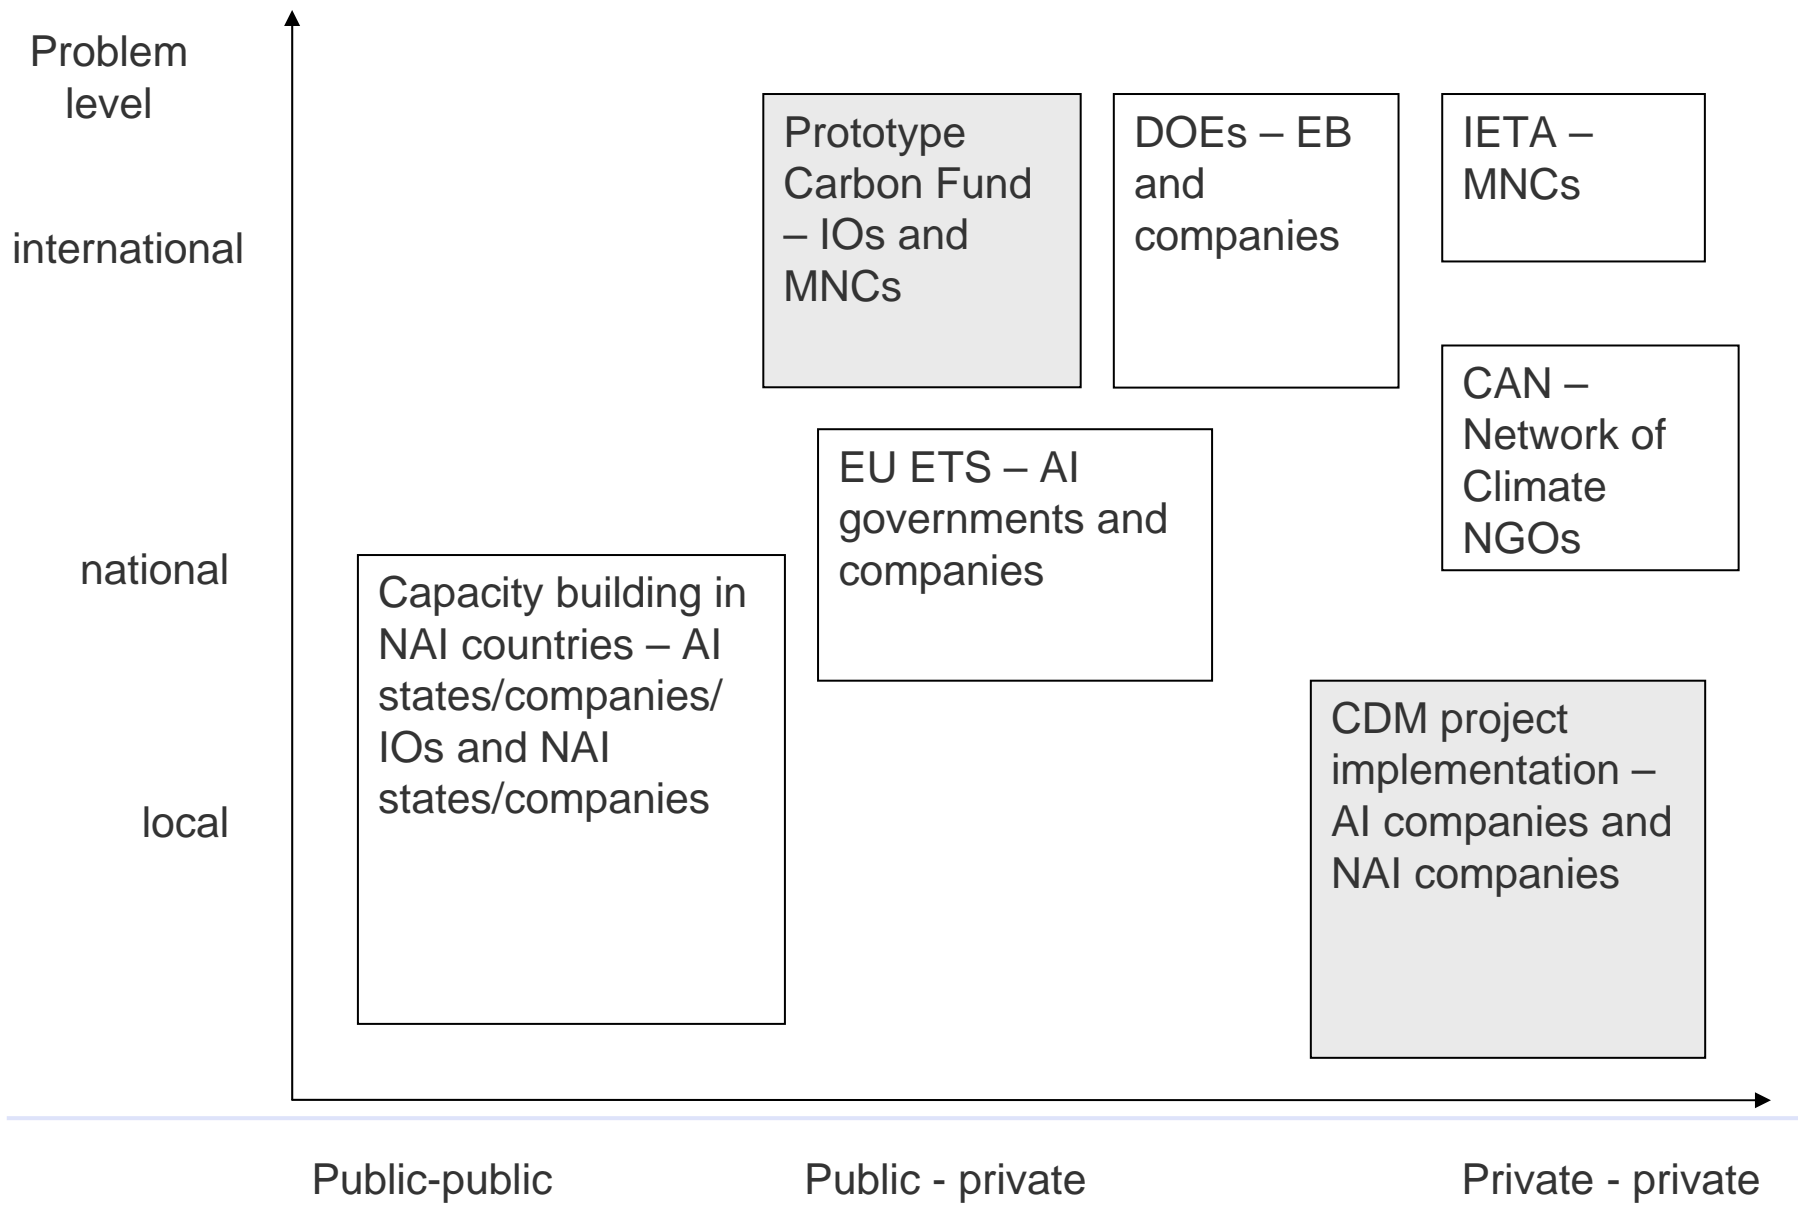 Problem
level
international
national
local
Prototype
Carbon Fund
– IOs and
MNCs
DOEs – EB
and
companies
IETA –
MNCs
CAN –
Network of
Climate
NGOs
EU ETS – AI
governments and
companies
Capacity building in
NAI countries – AI
states/companies/
IOs and NAI
states/companies
CDM project
implementation –
AI companies and
NAI companies
Public-public
Public - private
Private - private